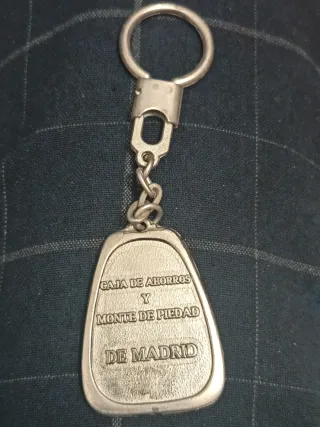 CAJA DE AHORROS
Y
MONTE DE PIEDAD
DE MADRID